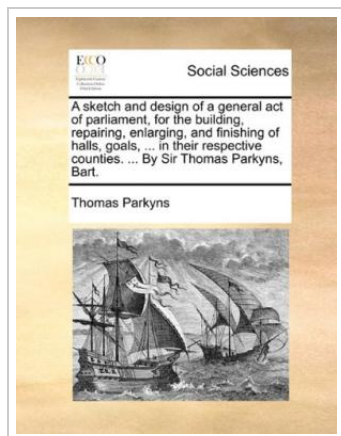 ECCO
Social Sciences
A sketch and design of a general act
of parliament, for the building,
repairing, enlarging, and finishing of
halls, goals, ... in their respective
counties. ... By Sir Thomas Parkyns,
Bart.
Thomas Parkyns